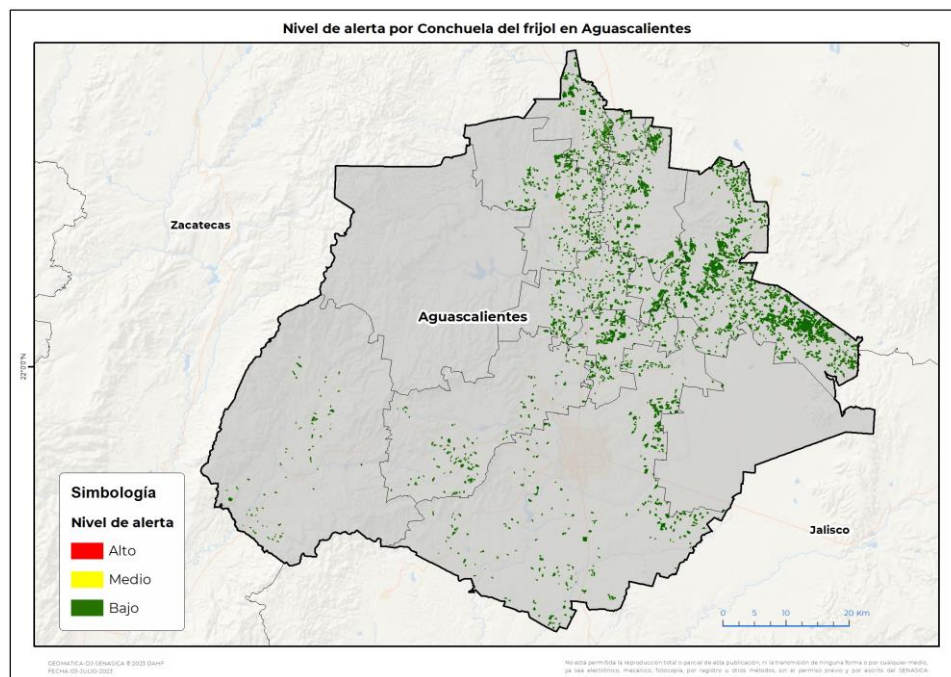 Nivel de alerta por Conchuela del frijol en Aguascalientes
Zacatecas
Aguascalientes
22°0'0"N
Simbología
Nivel de alerta
Alto
Medio
Bajo
Jalisco
0 5 10 20 Km
GEOMATICA-DJ-SENASICA © 2023 DAHF
FECHA: 03-JULIO-2023
No está permitida la reproducción total o parcial de esta publicación, ni la transmisión de ninguna forma o por cualquier medio,
ya sea electrónico, mecánico, fotocopia, por registro u otros métodos, sin el permiso previo y por escrito del SENASICA.